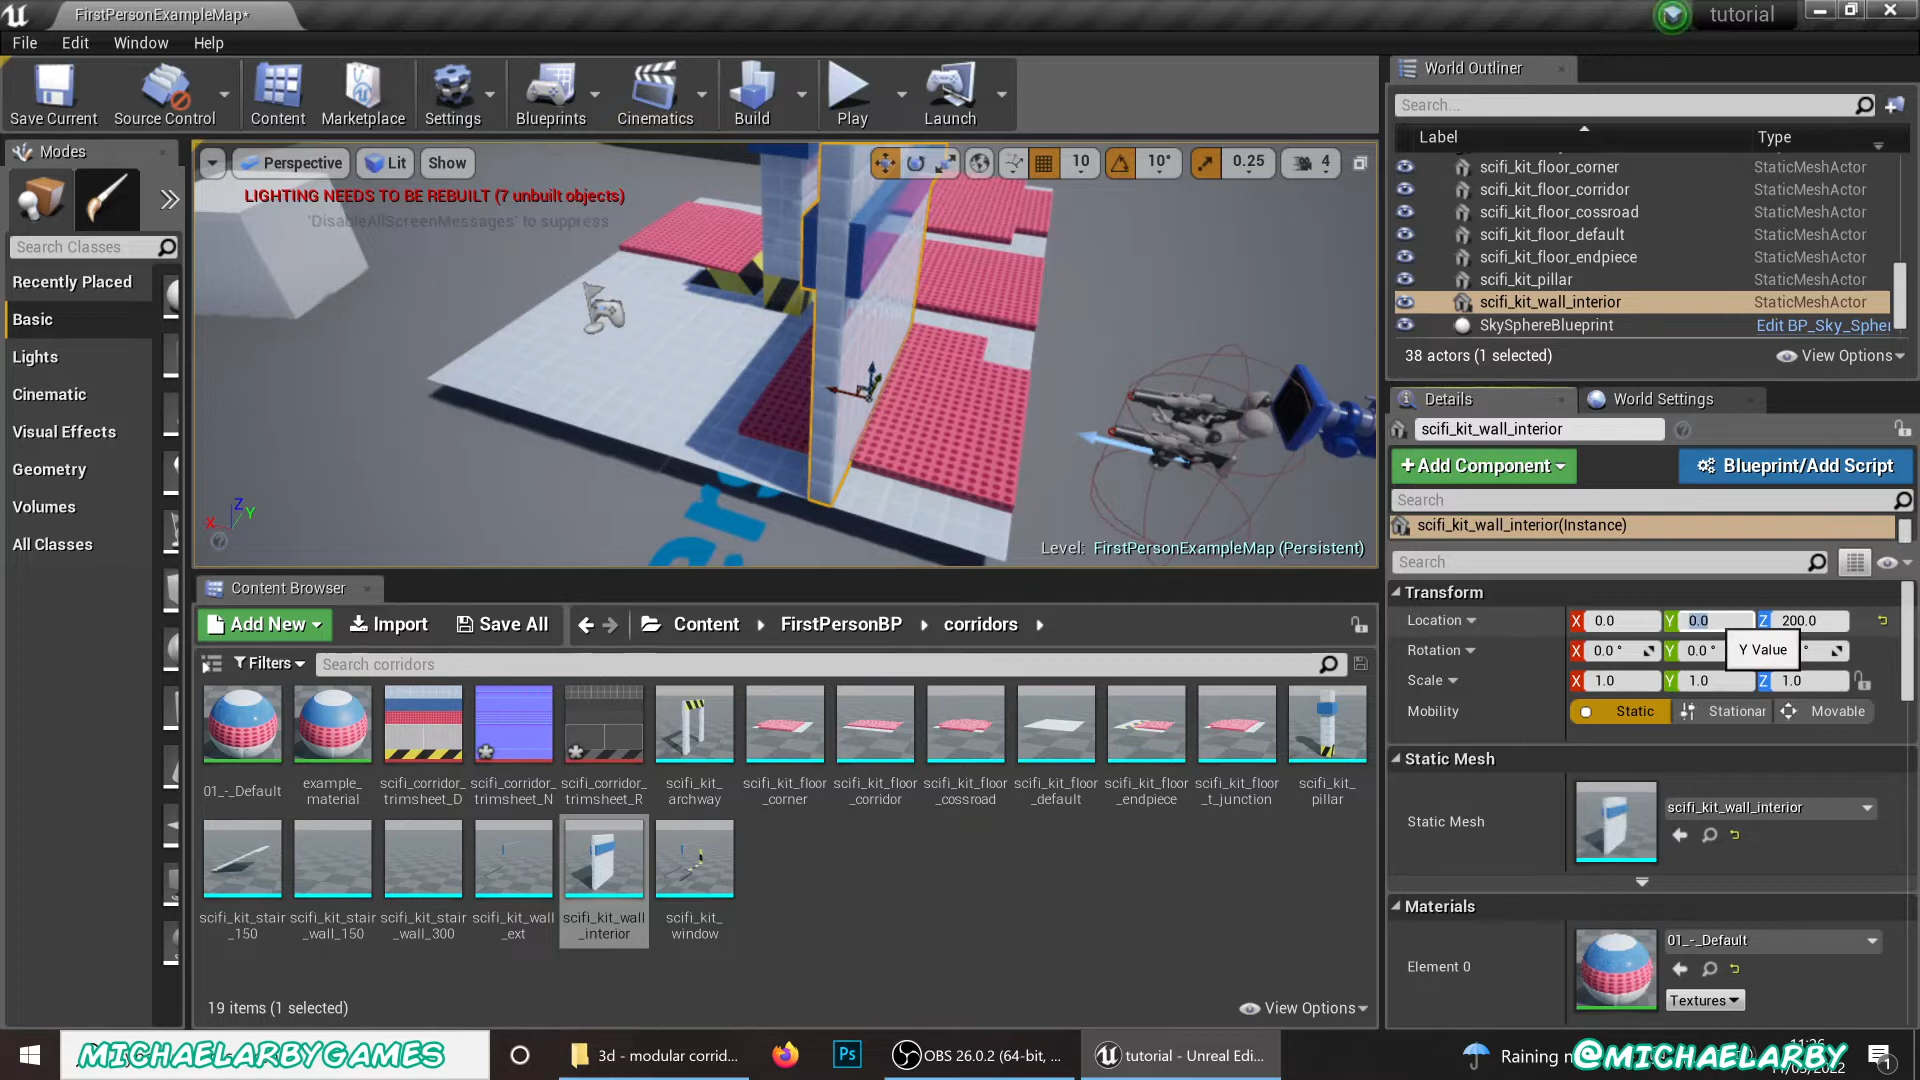 FirstPersonExampleMap*
tutorial
File Edit Window Help
Save Current
Source Control
Content
Marketplace
Settings
Blueprints
Cinematics
Build
Play
Launch
Modes
Search Classes
Recently Placed
Basic
Lights
Cinematic
Visual Effects
Geometry
Volumes
All Classes
Perspective Lit Show 10 10° 0.25 4
LIGHTING NEEDS TO BE REBUILT (7 unbuilt objects)
'DisableAllScreenMessages' to suppress
X Z Y
Level: FirstPersonExampleMap (Persistent)
World Outliner
Search...
Label Type
scifi_kit_floor_corner StaticMeshActor
scifi_kit_floor_corridor StaticMeshActor
scifi_kit_floor_cossroad StaticMeshActor
scifi_kit_floor_default StaticMeshActor
scifi_kit_floor_endpiece StaticMeshActor
scifi_kit_pillar StaticMeshActor
scifi_kit_wall_interior StaticMeshActor
SkySphereBlueprint Edit BP_Sky_Spher
38 actors (1 selected) View Options
Details World Settings
scifi_kit_wall_interior
+Add Component Blueprint/Add Script
Search
scifi_kit_wall_interior(Instance)
Search
Transform
Location X 0.0 Y 0.0 Z 200.0
Rotation X 0.0° Y 0.0° °
Y Value
Scale X 1.0 Y 1.0 Z 1.0
Mobility Static Stationar Movable
Static Mesh
Static Mesh scifi_kit_wall_interior
Materials
Element 0 01_-_Default
Textures
Content Browser
Add New Import Save All Content FirstPersonBP corridors
Filters Search corridors
01_-_Default
example_
material
scifi_corridor_
trimsheet_D
scifi_corridor_
trimsheet_N
scifi_corridor_
trimsheet_R
scifi_kit_
archway
scifi_kit_floor
_corner
scifi_kit_floor
_corridor
scifi_kit_floor
_cossroad
scifi_kit_floor
_default
scifi_kit_floor
_endpiece
scifi_kit_floor
_t_junction
scifi_kit_
pillar
scifi_kit_stair
_150
scifi_kit_stair
_wall_150
scifi_kit_stair
_wall_300
scifi_kit_wall
_ext
scifi_kit_wall
_interior
scifi_kit_
window
19 items (1 selected) View Options
MICHAELARBYGAMES
3d - modular corrid...
Ps
OBS 26.0.2 (64-bit, ...
tutorial - Unreal Edi...
Raining
@MICHAELARBY
1